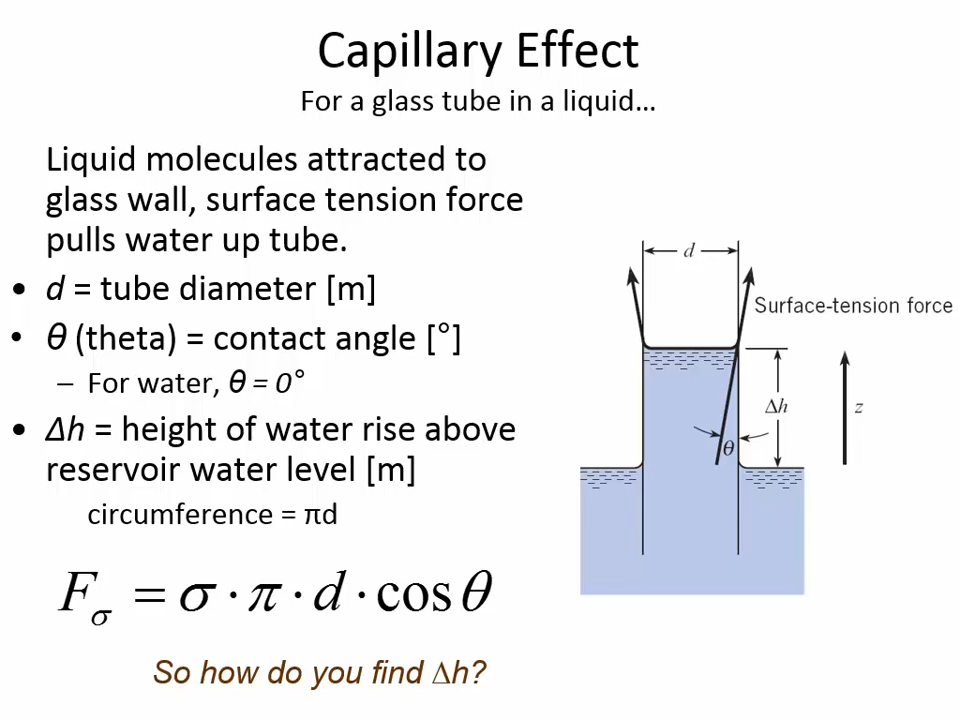 Capillary Effect
For a glass tube in a liquid…
Liquid molecules attracted to
glass wall, surface tension force
pulls water up tube.
• d = tube diameter [m]
• θ (theta) = contact angle [°]
– For water, θ = 0°
• Δh = height of water rise above
reservoir water level [m]
circumference = πd
F_σ = σ · π · d · cos θ
So how do you find Δh?
d
Surface-tension force
Δh
z
θ